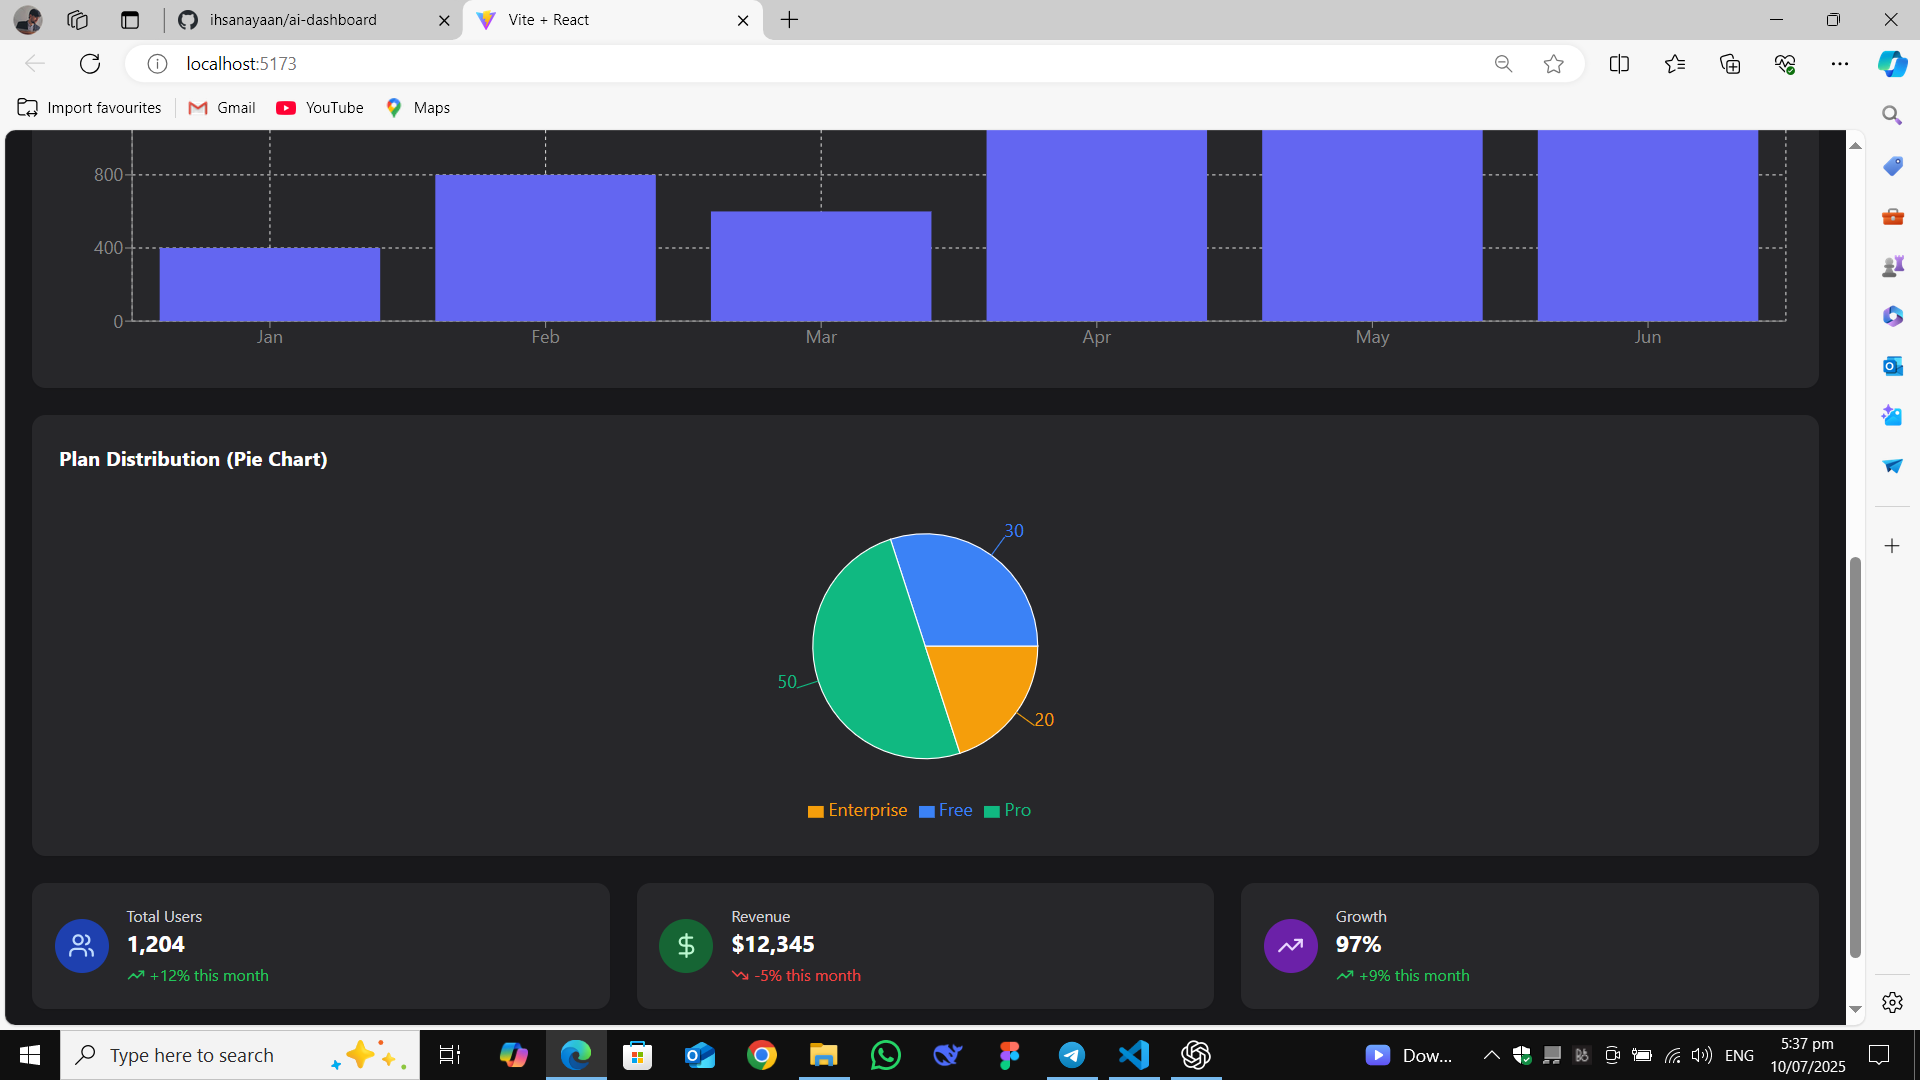 ihsanayaan/ai-dashboard
Vite + React
localhost:5173
Import favourites
Gmail
YouTube
Maps
800
400
0
Jan
Feb
Mar
Apr
May
Jun
Plan Distribution (Pie Chart)
30
50
20
Enterprise
Free
Pro
Total Users
1,204
+12% this month
Revenue
$12,345
-5% this month
Growth
97%
+9% this month
Type here to search
Dow...
ENG
5:37 pm
10/07/2025